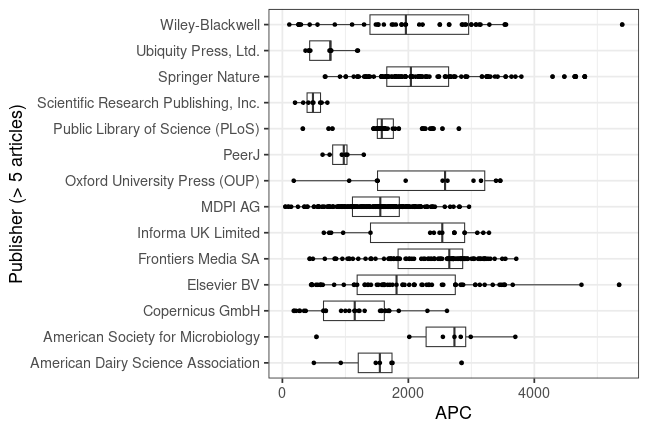 Publisher (> 5 articles)
Wiley-Blackwell
Ubiquity Press, Ltd.
Springer Nature
Scientific Research Publishing, Inc.
Public Library of Science (PLoS)
PeerJ
Oxford University Press (OUP)
MDPI AG
Informa UK Limited
Frontiers Media SA
Elsevier BV
Copernicus GmbH
American Society for Microbiology
American Dairy Science Association
0 2000 4000
APC